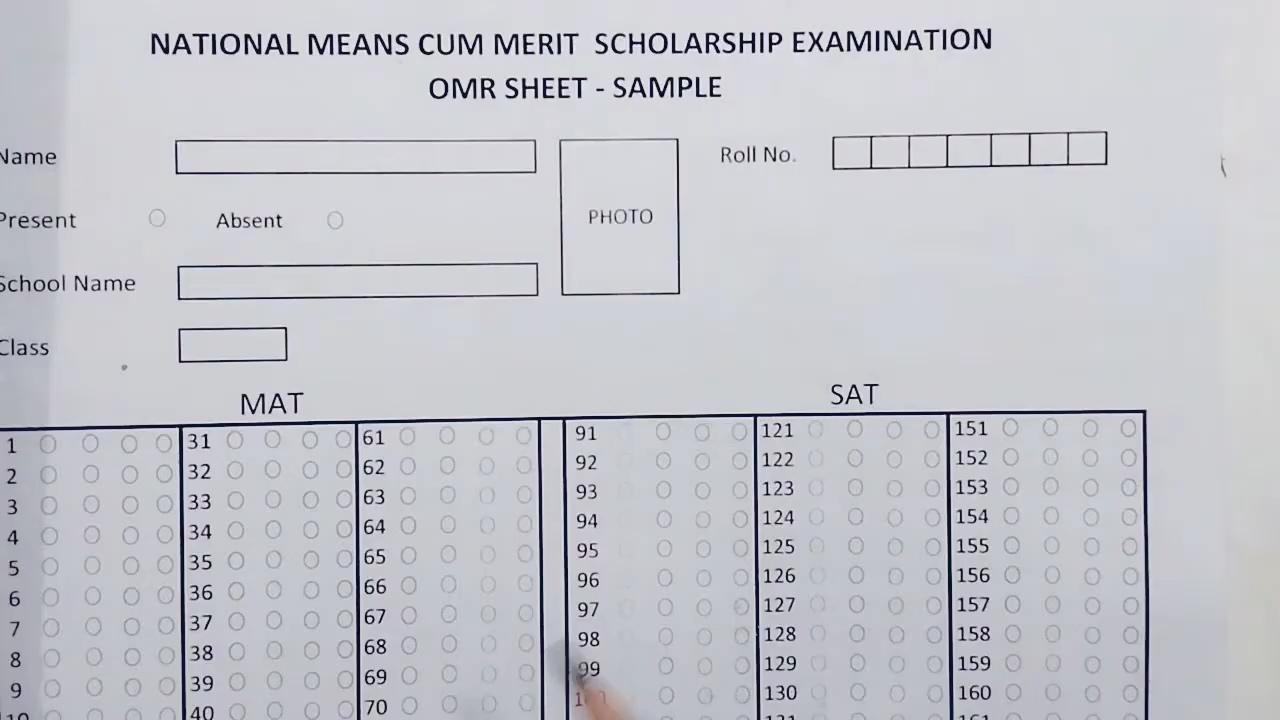 NATIONAL MEANS CUM MERIT SCHOLARSHIP EXAMINATION
OMR SHEET - SAMPLE
Name
Roll No.
PHOTO
Present Absent
School Name
Class
MAT SAT
1 31 61 91 121 151
2 32 62 92 122 152
3 33 63 93 123 153
4 34 64 94 124 154
5 35 65 95 125 155
6 36 66 96 126 156
7 37 67 97 127 157
8 38 68 98 128 158
9 39 69 99 129 159
10 40 70 130 160